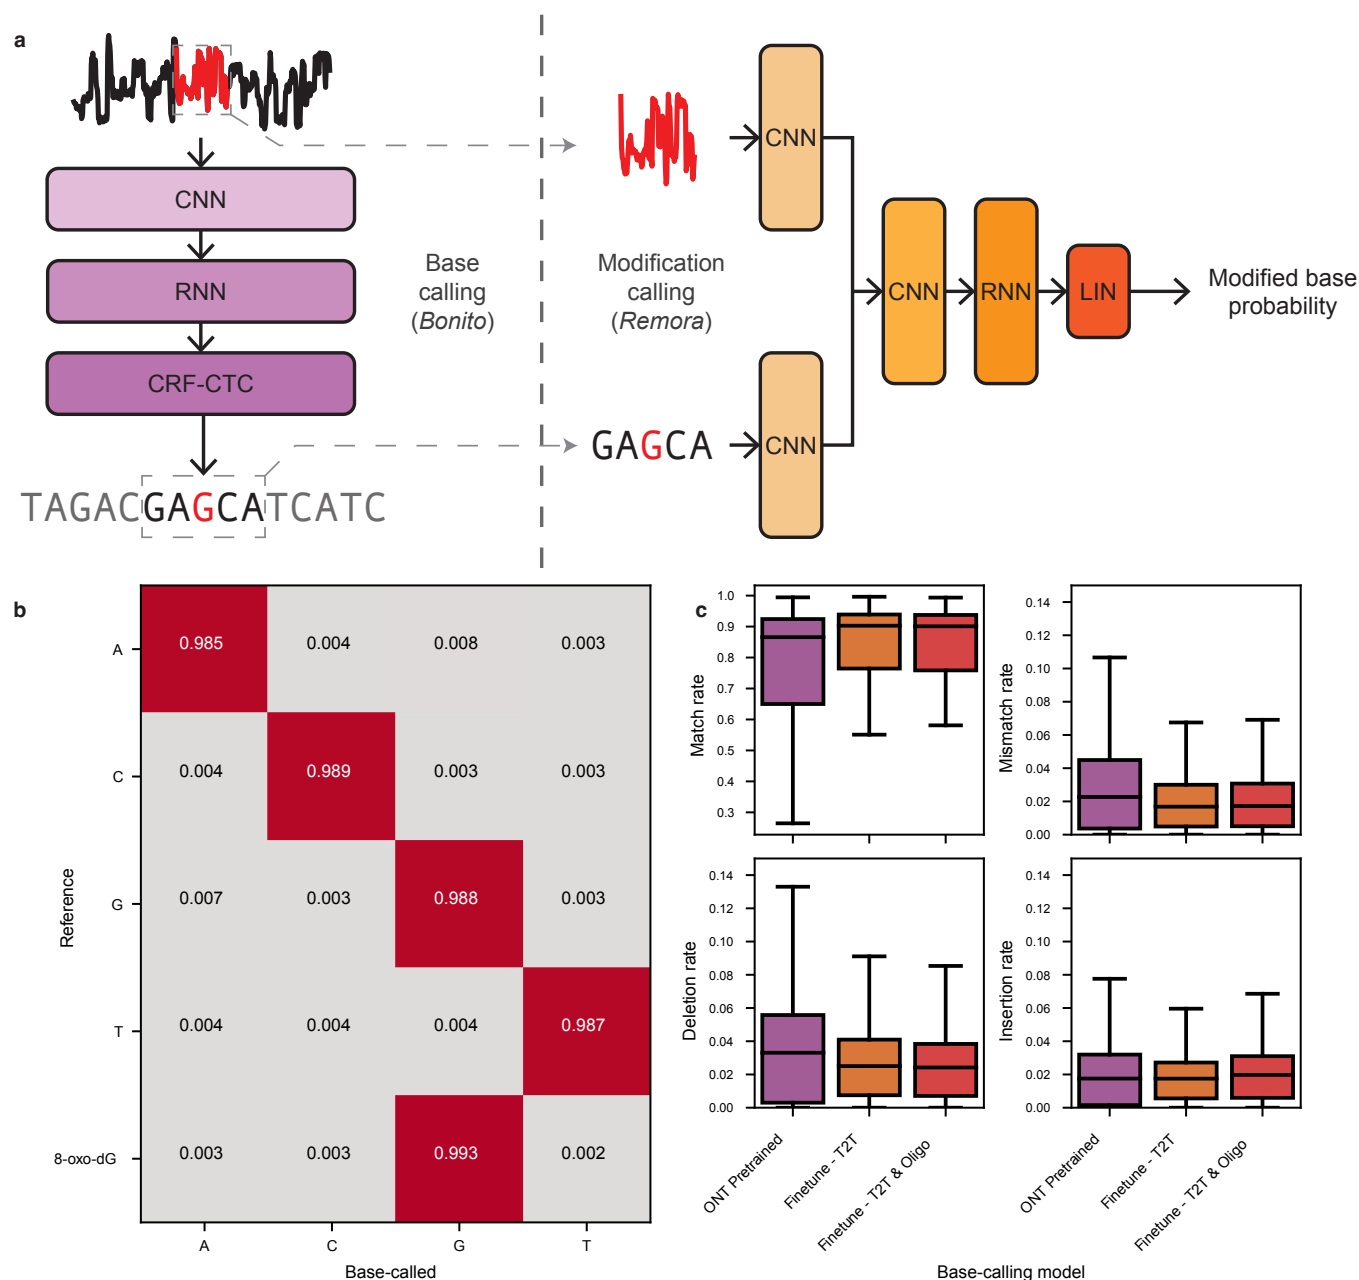 a
CNN
RNN
CRF-CTC
TAGACGAGCATCATC
Base
calling
(Bonito)
Modification
calling
(Remora)
GAGCA
CNN
CNN
CNN
RNN
LIN
Modified base
probability
b
Reference
A
0.985
0.004
0.008
0.003
C
0.004
0.989
0.003
0.003
G
0.007
0.003
0.988
0.003
T
0.004
0.004
0.004
0.987
8-oxo-dG
0.003
0.003
0.993
0.002
A
C
G
T
Base-called
c
Match rate
1.0
0.9
0.8
0.7
0.6
0.5
0.4
0.3
Mismatch rate
0.14
0.12
0.10
0.08
0.06
0.04
0.02
0.00
Deletion rate
0.14
0.12
0.10
0.08
0.06
0.04
0.02
0.00
Insertion rate
0.14
0.12
0.10
0.08
0.06
0.04
0.02
0.00
ONT Pretrained
Finetune - T2T
Finetune - T2T & Oligo
ONT Pretrained
Finetune - T2T
Finetune - T2T & Oligo
Base-calling model